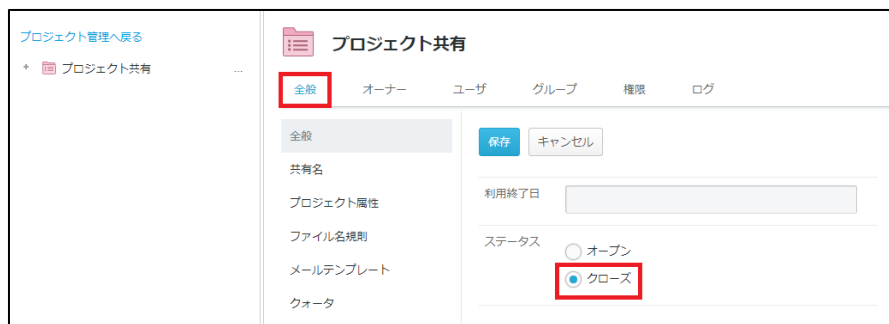 プロジェクト管理へ戻る
プロジェクト共有
...
プロジェクト共有
全般 オーナー ユーザ グループ 権限 ログ
全般
共有名
プロジェクト属性
ファイル名規則
メールテンプレート
クォータ
保存 キャンセル
利用終了日
ステータス
オープン
クローズ